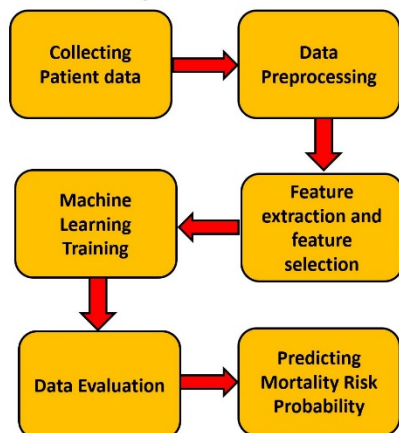 Collecting
Patient data
Data
Preprocessing
Feature
extraction and
feature
selection
Machine
Learning
Training
Data Evaluation
Predicting
Mortality Risk
Probability